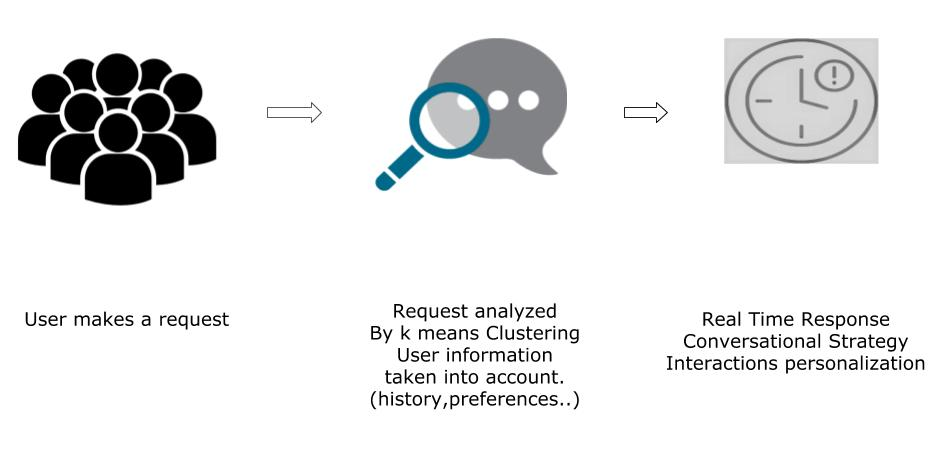 User makes a request
Request analyzed
By k means Clustering
User information
taken into account.
(history,preferences..)
Real Time Response
Conversational Strategy
Interactions personalization